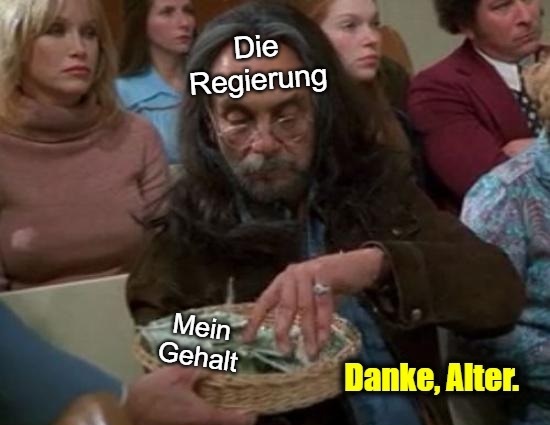 Die
Regierung
Mein
Gehalt
Danke, Alter.